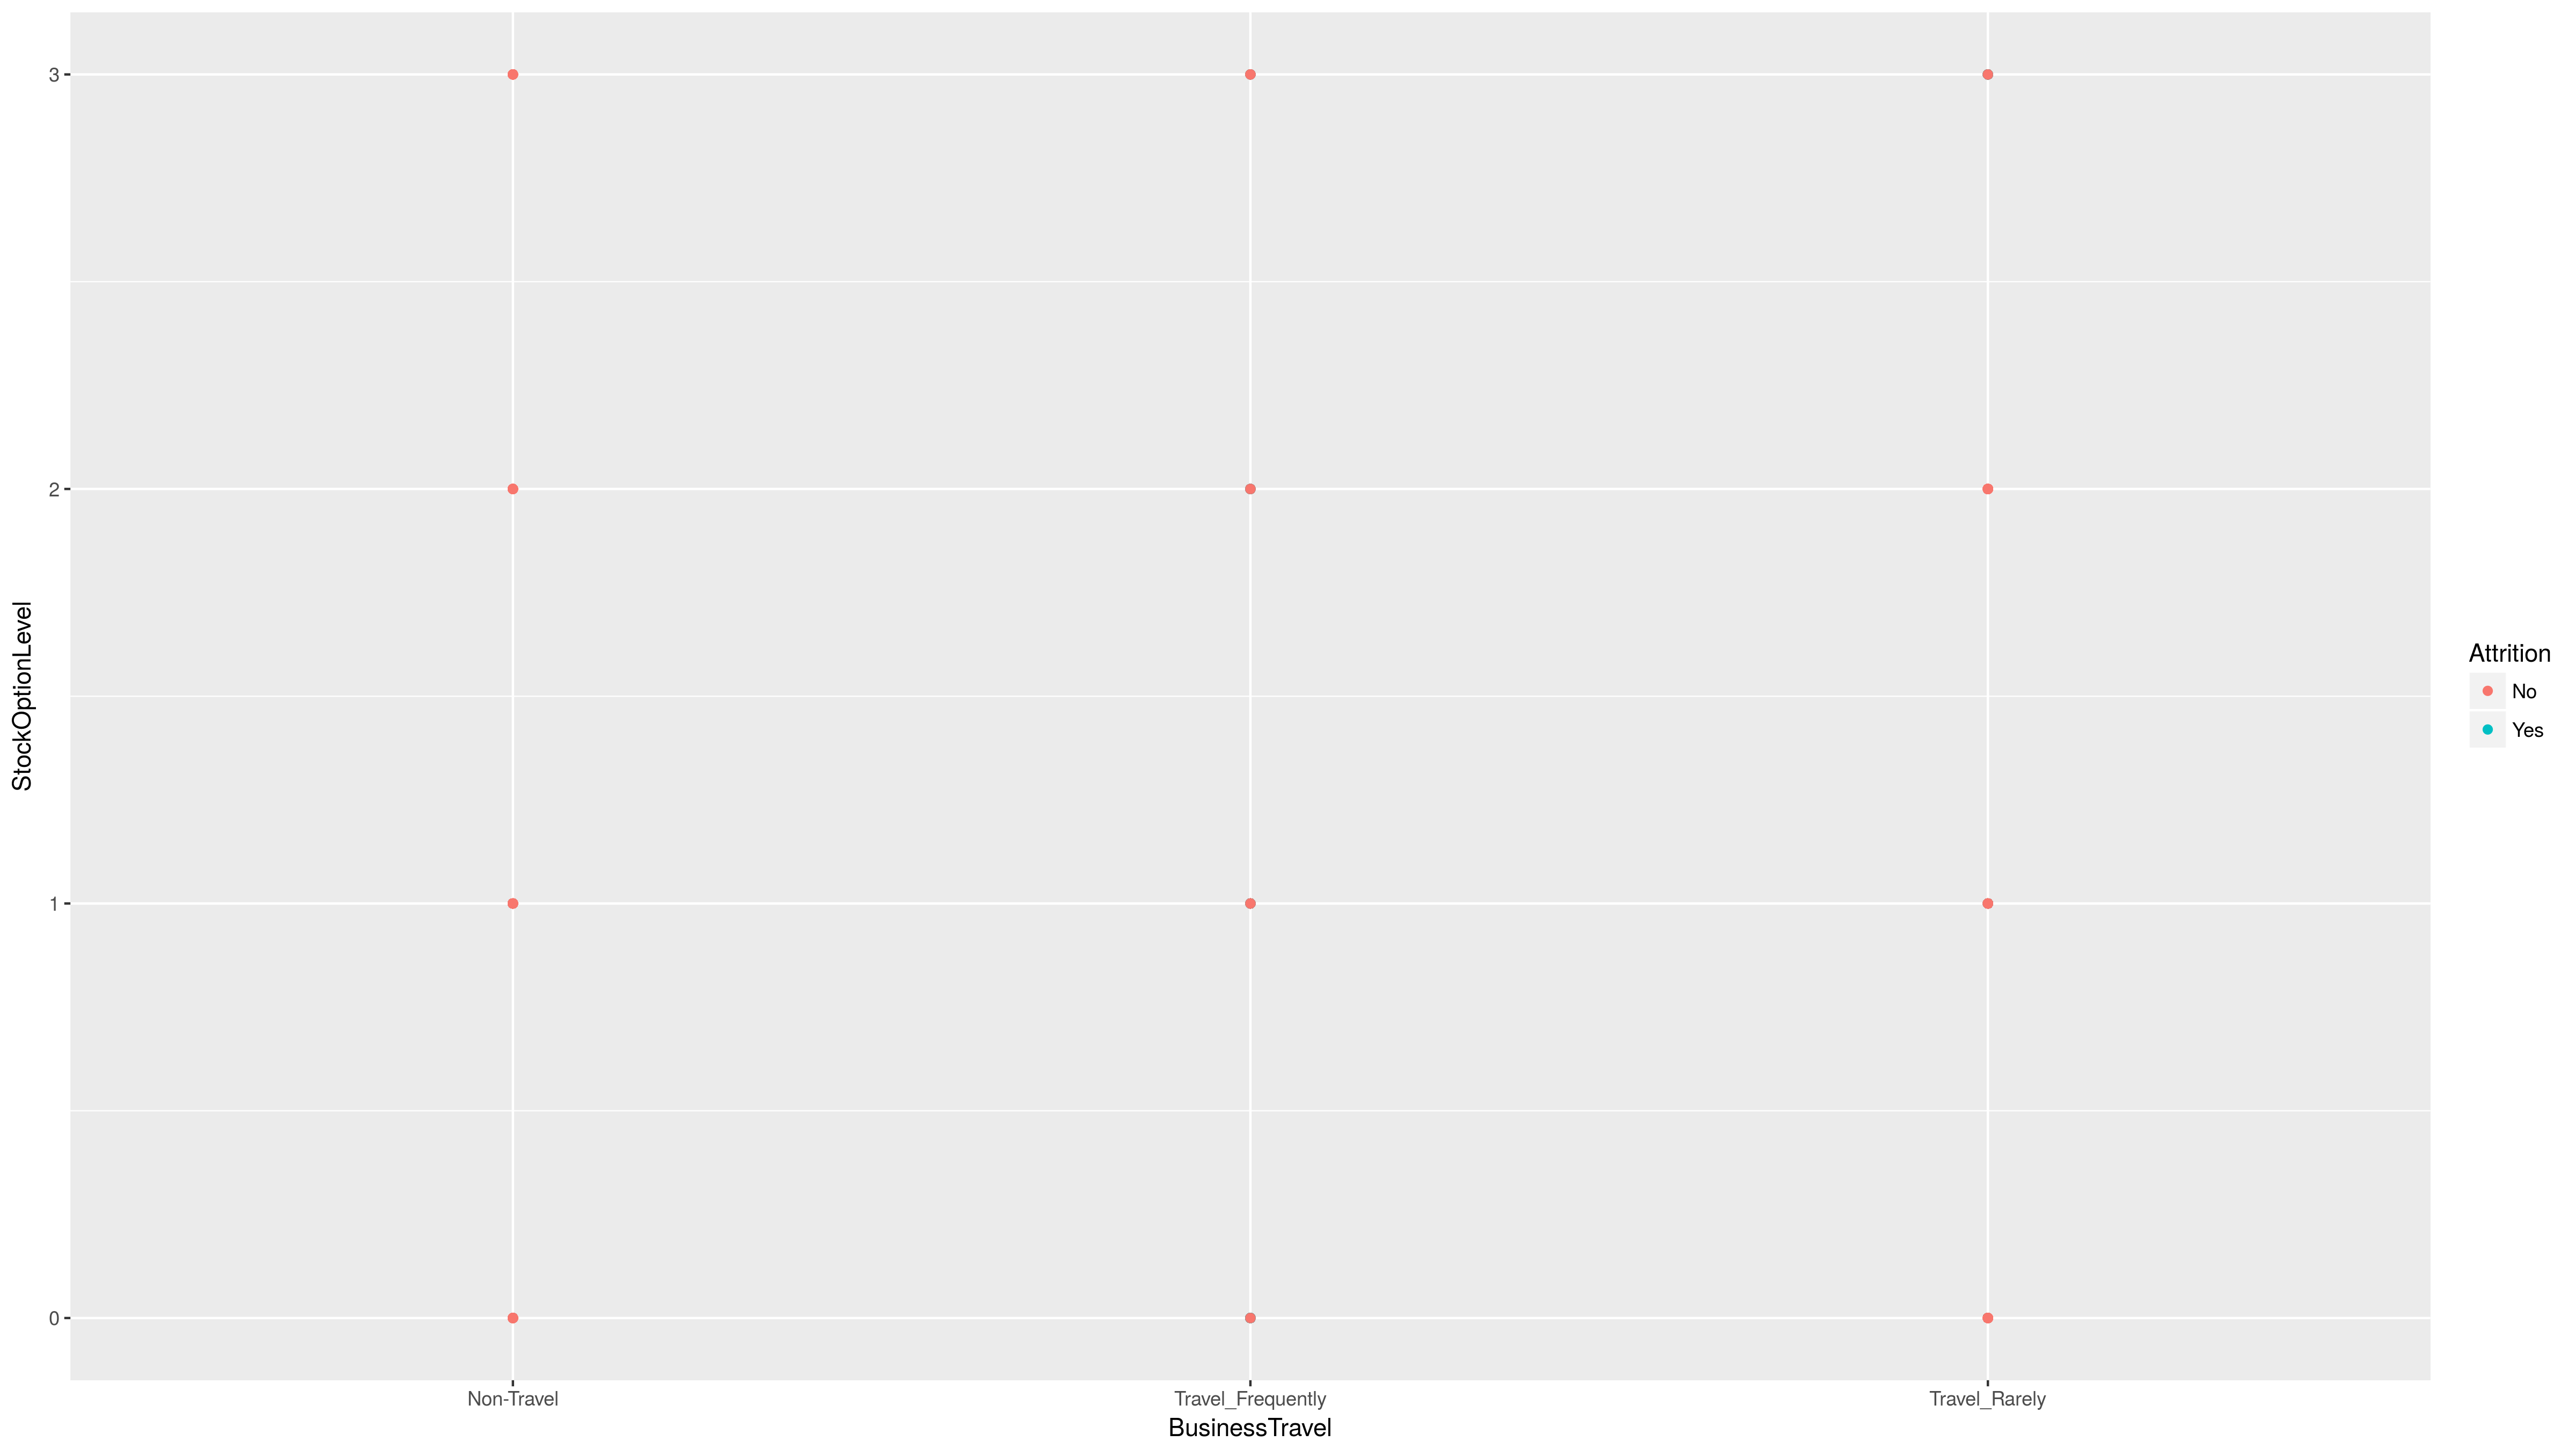 StockOptionLevel
3
2
1
0
Non-Travel
Travel_Frequently
Travel_Rarely
BusinessTravel
Attrition
No
Yes